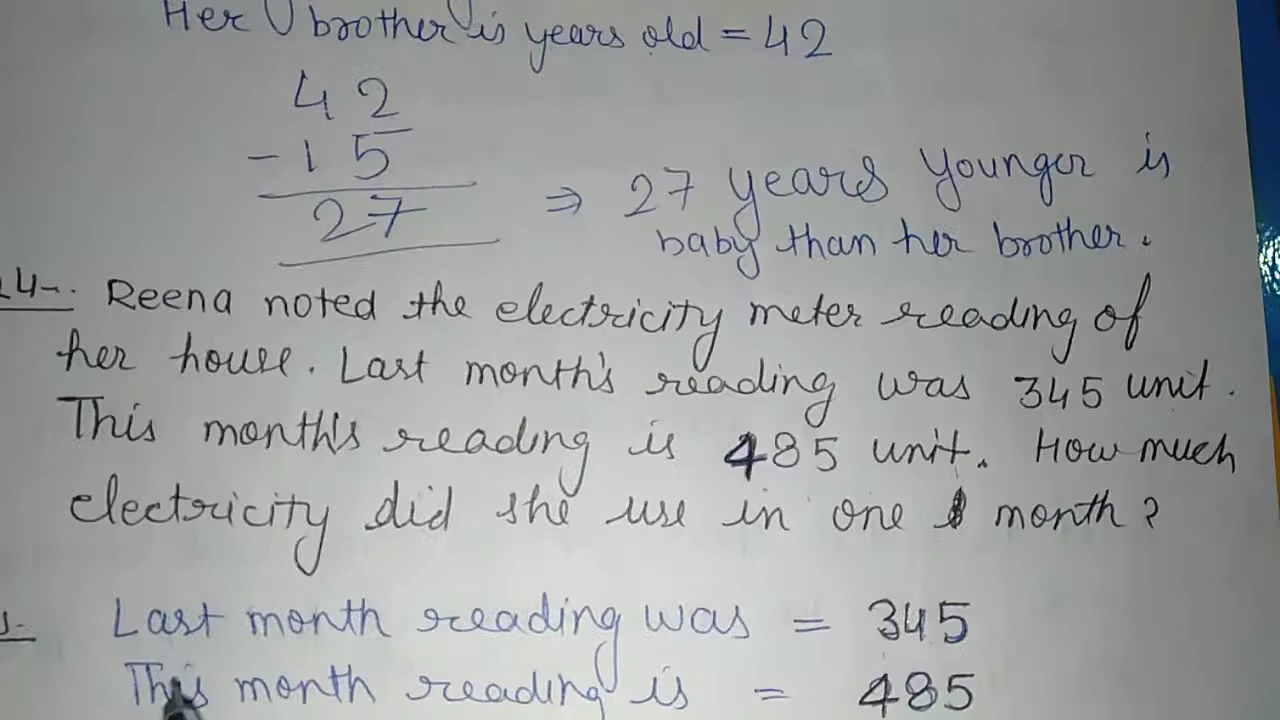 Her brother is years old = 42
42
- 15
27
⇒ 27 years younger is
baby than her brother.
4-. Reena noted the electricity meter reading of
her house. Last month's reading was 345 unit.
This month's reading is 485 unit. How much
electricity did she use in one month?
Last month reading was = 345
This month reading is = 485